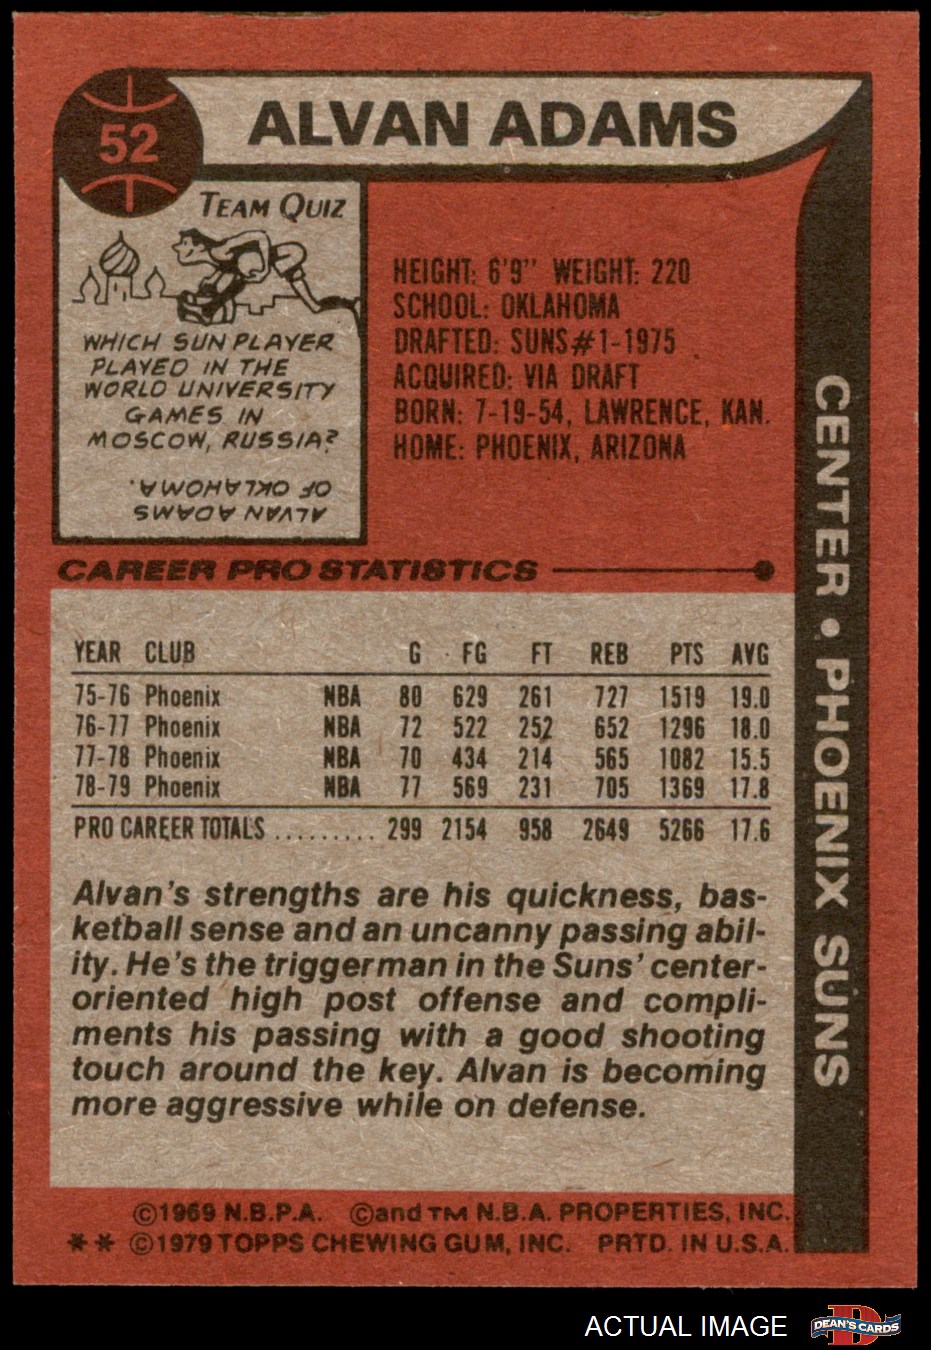 52
ALVAN ADAMS
TEAM QUIZ
WHICH SUN PLAYER
PLAYED IN THE
WORLD UNIVERSITY
GAMES IN
MOSCOW, RUSSIA?
ALVAN ADAMS
OF OKLAHOMA.
HEIGHT: 6'9" WEIGHT: 220
SCHOOL: OKLAHOMA
DRAFTED: SUNS#1-1975
ACQUIRED: VIA DRAFT
BORN: 7-19-54, LAWRENCE, KAN.
HOME: PHOENIX, ARIZONA
CENTER • PHOENIX SUNS
CAREER PRO STATISTICS
YEAR CLUB G FG FT REB PTS AVG
75-76 Phoenix NBA 80 629 261 727 1519 19.0
76-77 Phoenix NBA 72 522 252 652 1296 18.0
77-78 Phoenix NBA 70 434 214 565 1082 15.5
78-79 Phoenix NBA 77 569 231 705 1369 17.8
PRO CAREER TOTALS ......... 299 2154 958 2649 5266 17.6
Alvan's strengths are his quickness, bas-
ketball sense and an uncanny passing abil-
ity. He's the triggerman in the Suns' center-
oriented high post offense and compli-
ments his passing with a good shooting
touch around the key. Alvan is becoming
more aggressive while on defense.
©1969 N.B.P.A. ©and TM N.B.A. PROPERTIES, INC.
** ©1979 TOPPS CHEWING GUM, INC. PRTD. IN U.S.A.
ACTUAL IMAGE
DEAN'S CARDS